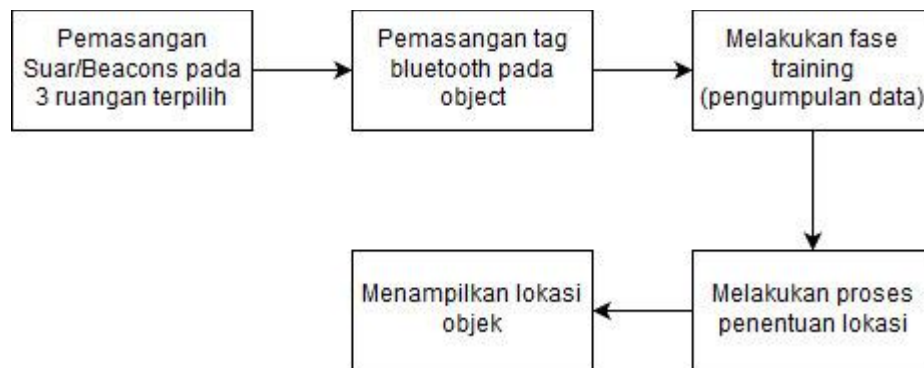 Pemasangan
Suar/Beacons pada
3 ruangan terpilih
Pemasangan tag
bluetooth pada
object
Melakukan fase
training
(pengumpulan data)
Melakukan proses
penentuan lokasi
Menampilkan lokasi
objek